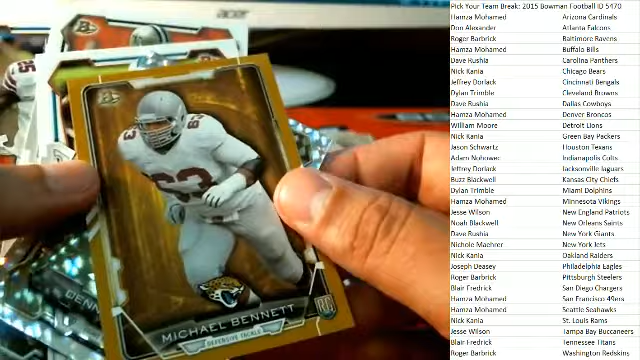 acer
MICHAEL BENNETT
DEFENSIVE TACKLE
63
63
RC
Pick Your Team Break: 2015 Bowman Football ID 5470
Hamza Mohamed Arizona Cardinals
Don Alexander Atlanta Falcons
Roger Barbrick Baltimore Ravens
Hamza Mohamed Buffalo Bills
Dave Rushia Carolina Panthers
Nick Kania Chicago Bears
Jeffrey Dorlack Cincinnati Bengals
Dylan Trimble Cleveland Browns
Dave Rushia Dallas Cowboys
Hamza Mohamed Denver Broncos
William Moore Detroit Lions
Nick Kania Green Bay Packers
Jason Schwartz Houston Texans
Adam Nohowec Indianapolis Colts
Jeffrey Dorlack Jacksonville Jaguars
Buzz Blackwell Kansas City Chiefs
Dylan Trimble Miami Dolphins
Hamza Mohamed Minnesota Vikings
Jesse Wilson New England Patriots
Noah Blackwell New Orleans Saints
Dave Rushia New York Giants
Nichole Maehrer New York Jets
Nick Kania Oakland Raiders
Joseph Deasey Philadelphia Eagles
Roger Barbrick Pittsburgh Steelers
Blair Fredrick San Diego Chargers
Hamza Mohamed San Francisco 49ers
Hamza Mohamed Seattle Seahawks
Nick Kania St. Louis Rams
Jesse Wilson Tampa Bay Buccaneers
Blair Fredrick Tennessee Titans
Roger Barbrick Washington Redskins